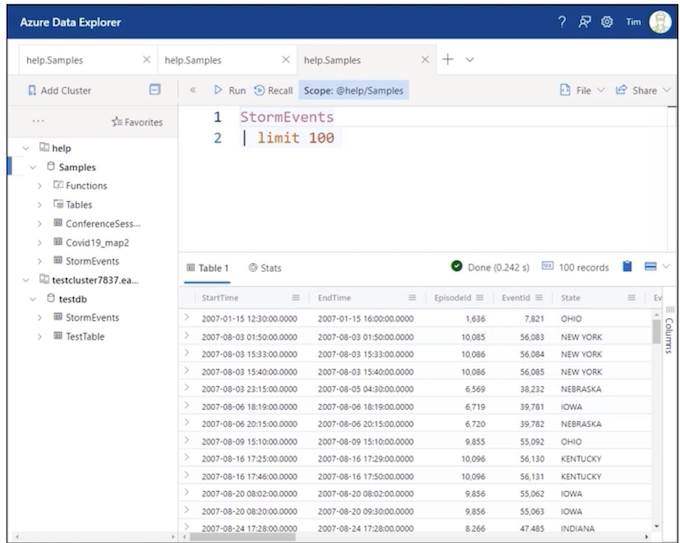 Azure Data Explorer
? Tim
help.Samples × help.Samples × help.Samples × + 
Add Cluster
« Run Recall Scope: @help/Samples File Share
... Favorites
help
Samples
Functions
Tables
ConferenceSess...
Covid19_map2
StormEvents
testcluster7837.ea...
testdb
StormEvents
TestTable
1 StormEvents
2 | limit 100
Table 1 Stats Done (0.242 s) 100 records
StartTime EndTime EpisodeId EventId State Ev
2007-01-15 12:30:00.0000 2007-01-15 16:00:00.0000 1,636 7,821 OHIO
2007-08-03 01:50:00.0000 2007-08-03 01:50:00.0000 10,085 56,083 NEW YORK
2007-08-03 15:33:00.0000 2007-08-03 15:33:00.0000 10,086 56,084 NEW YORK
2007-08-03 15:40:00.0000 2007-08-03 15:40:00.0000 10,086 56,085 NEW YORK
2007-08-03 23:15:00.0000 2007-08-05 04:30:00.0000 6,569 38,232 NEBRASKA
2007-08-06 18:19:00.0000 2007-08-06 18:19:00.0000 6,719 39,781 IOWA
2007-08-06 20:15:00.0000 2007-08-06 20:15:00.0000 6,720 39,782 NEBRASKA
2007-08-09 15:10:00.0000 2007-08-09 15:10:00.0000 9,855 55,092 OHIO
2007-08-16 17:25:00.0000 2007-08-16 17:29:00.0000 10,096 56,130 KENTUCKY
2007-08-16 17:46:00.0000 2007-08-16 17:50:00.0000 10,096 56,131 KENTUCKY
2007-08-20 08:02:00.0000 2007-08-20 08:02:00.0000 9,856 55,062 IOWA
2007-08-20 08:20:00.0000 2007-08-20 09:30:00.0000 9,856 55,063 IOWA
2007-08-24 17:28:00.0000 2007-08-24 17:28:00.0000 8,266 47,485 INDIANA
Columns